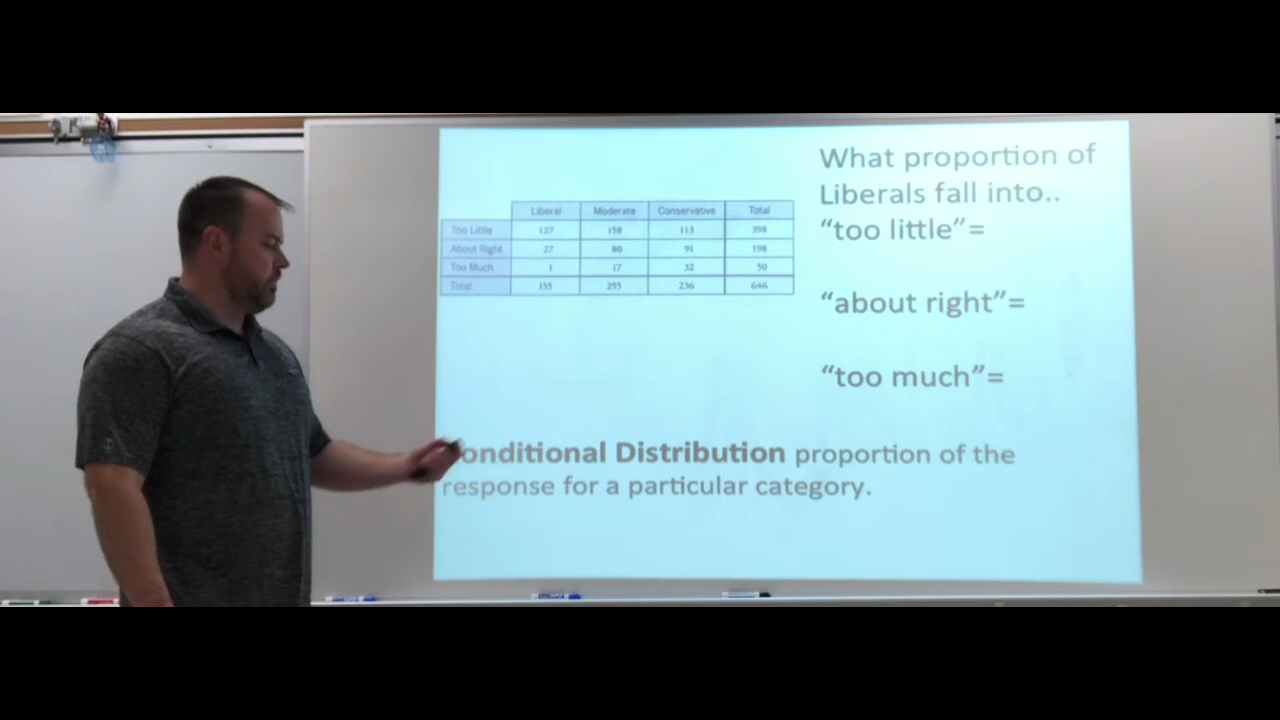 What proportion of
Liberals fall into..
“too little”=
“about right”=
“too much”=
Liberal Moderate Conservative Total
Too Little 127 158 113 398
About Right 27 80 91 198
Too Much 1 17 32 50
Total 155 255 236 646
onditional Distribution proportion of the
response for a particular category.